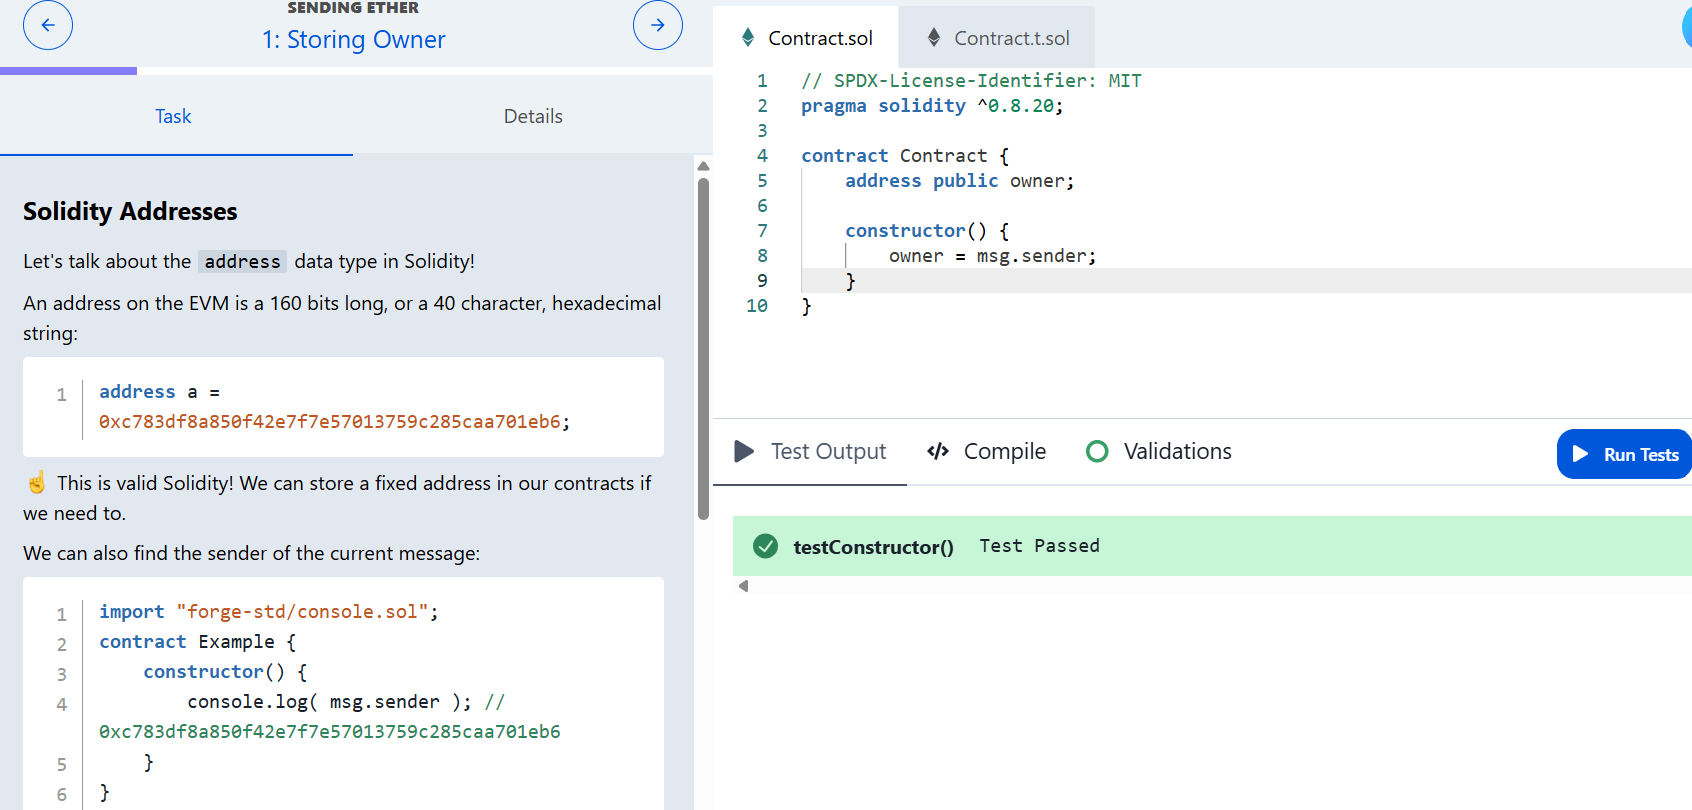 SENDING ETHER
1: Storing Owner
Task
Details
Solidity Addresses
Let's talk about the address data type in Solidity!
An address on the EVM is a 160 bits long, or a 40 character, hexadecimal
string:
1 address a =
0xc783df8a850f42e7f7e57013759c285caa701eb6;
☝ This is valid Solidity! We can store a fixed address in our contracts if
we need to.
We can also find the sender of the current message:
1 import "forge-std/console.sol";
2 contract Example {
3 constructor() {
4 console.log( msg.sender ); //
0xc783df8a850f42e7f7e57013759c285caa701eb6
5 }
6 }
Contract.sol
Contract.t.sol
1 // SPDX-License-Identifier: MIT
2 pragma solidity ^0.8.20;
3
4 contract Contract {
5 address public owner;
6
7 constructor() {
8 owner = msg.sender;
9 }
10 }
Test Output
</> Compile
Validations
Run Tests
testConstructor() Test Passed